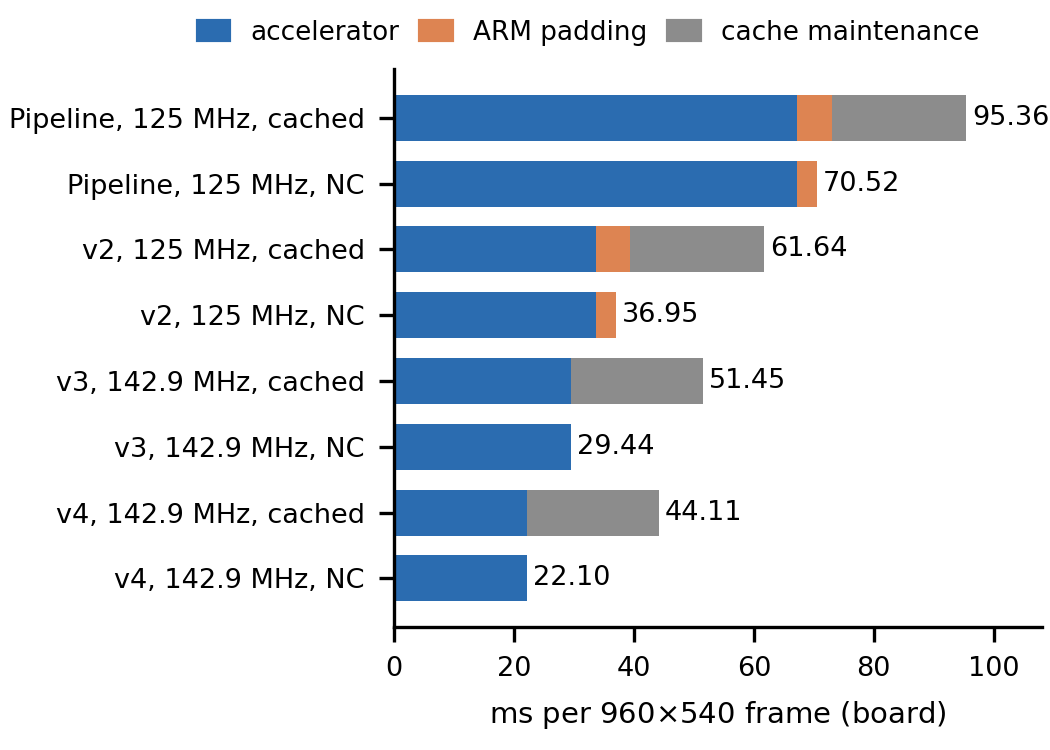 accelerator ARM padding cache maintenance
Pipeline, 125 MHz, cached 95.36
Pipeline, 125 MHz, NC 70.52
v2, 125 MHz, cached 61.64
v2, 125 MHz, NC 36.95
v3, 142.9 MHz, cached 51.45
v3, 142.9 MHz, NC 29.44
v4, 142.9 MHz, cached 44.11
v4, 142.9 MHz, NC 22.10
0 20 40 60 80 100
ms per 960×540 frame (board)